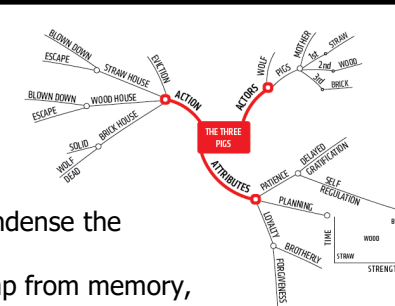 BLOWN DOWN
ESCAPE
STRAW HOUSE
EVICTION
BLOWN DOWN
WOOD HOUSE
ESCAPE
SOLID
BRICK HOUSE
WOLF
DEAD
ACTION
ACTORS
WOLF
PIGS
MOTHER
1st
STRAW
2nd
WOOD
3rd
BRICK
THE THREE
PIGS
ATTRIBUTES
PATIENCE
DELAYED
GRATIFICATION
SELF
REGULATION
PLANNING
LOYALTY
BROTHERLY
FORGIVENESS
TIME
B
WOOD
STRAW
STRENGT
ndense the
p from memory,